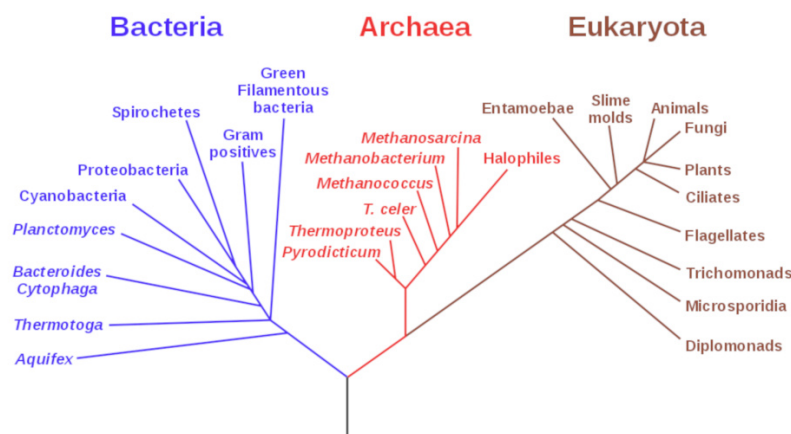 Bacteria
Archaea
Eukaryota
Green
Filamentous
bacteria
Spirochetes
Gram
positives
Proteobacteria
Cyanobacteria
Planctomyces
Bacteroides
Cytophaga
Thermotoga
Aquifex
Methanosarcina
Methanobacterium
Halophiles
Methanococcus
T. celer
Thermoproteus
Pyrodicticum
Entamoebae
Slime
molds
Animals
Fungi
Plants
Ciliates
Flagellates
Trichomonads
Microsporidia
Diplomonads